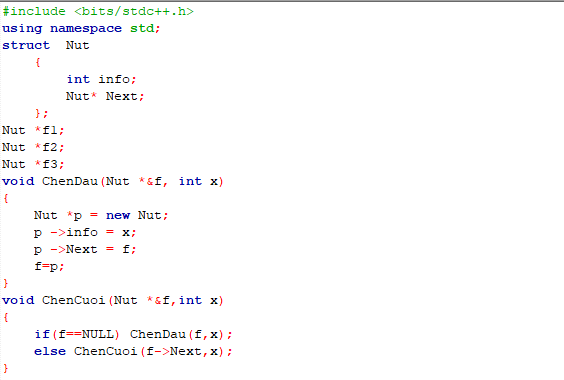 #include <bits/stdc++.h>
using namespace std;
struct  Nut
    {
        int info;
        Nut* Next;
    };
Nut *f1;
Nut *f2;
Nut *f3;
void ChenDau(Nut *&f, int x)
{
    Nut *p = new Nut;
    p ->info = x;
    p ->Next = f;
    f=p;
}
void ChenCuoi(Nut *&f,int x)
{
    if(f==NULL) ChenDau(f,x);
    else ChenCuoi(f->Next,x);
}